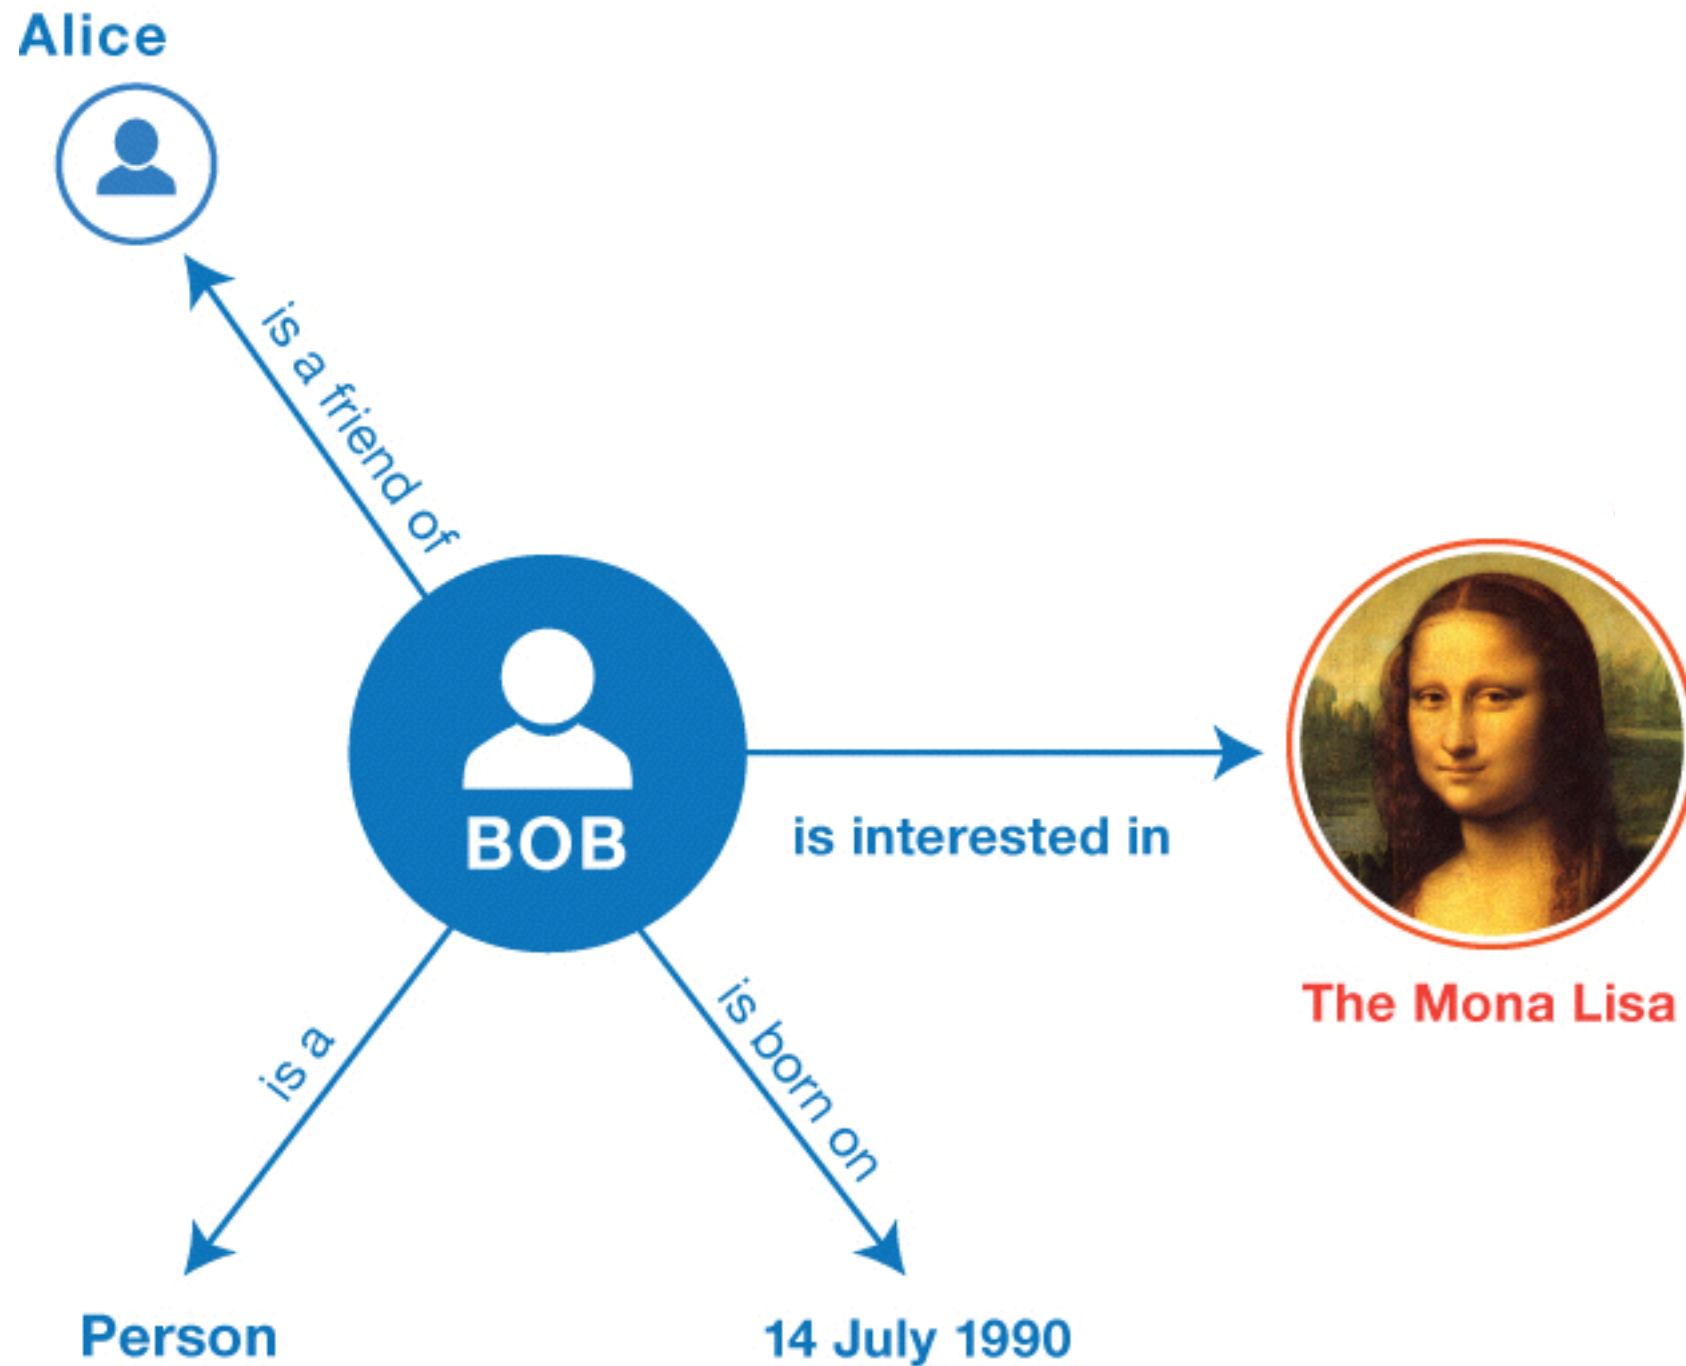 Alice
is a friend of
BOB
is interested in
The Mona Lisa
is a
is born on
Person
14 July 1990